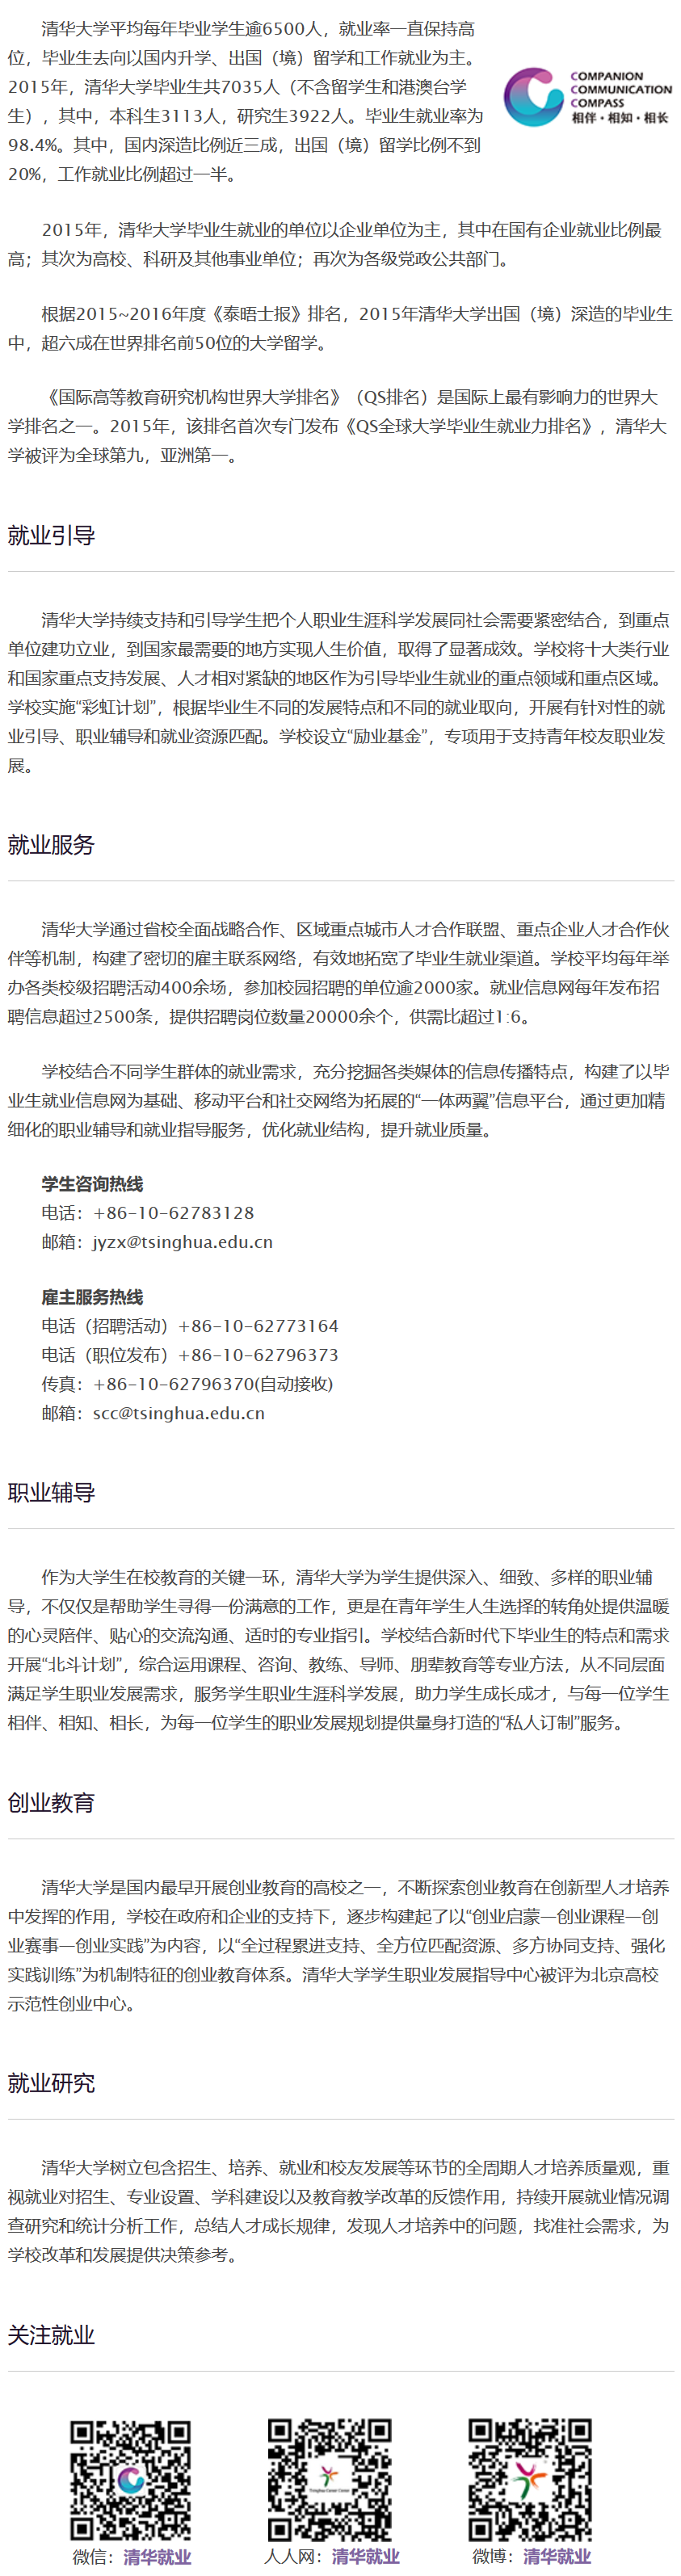 清华大学平均每年毕业学生逾6500人，就业率一直保持高
位，毕业生去向以国内升学、出国（境）留学和工作就业为主。
2015年，清华大学毕业生共7035人（不含留学生和港澳台学
生），其中，本科生3113人，研究生3922人。毕业生就业率为
98.4%。其中，国内深造比例近三成，出国（境）留学比例不到
20%，工作就业比例超过一半。
COMPANION
COMMUNICATION
COMPASS
相伴·相知·相长
2015年，清华大学毕业生就业的单位以企业单位为主，其中在国有企业就业比例最
高；其次为高校、科研及其他事业单位；再次为各级党政公共部门。
根据2015~2016年度《泰晤士报》排名，2015年清华大学出国（境）深造的毕业生
中，超六成在世界排名前50位的大学留学。
《国际高等教育研究机构世界大学排名》（QS排名）是国际上最有影响力的世界大
学排名之一。2015年，该排名首次专门发布《QS全球大学毕业生就业力排名》，清华大
学被评为全球第九，亚洲第一。
就业引导
清华大学持续支持和引导学生把个人职业生涯科学发展同社会需要紧密结合，到重点
单位建功立业，到国家最需要的地方实现人生价值，取得了显著成效。学校将十大类行业
和国家重点支持发展、人才相对紧缺的地区作为引导毕业生就业的重点领域和重点区域。
学校实施“彩虹计划”，根据毕业生不同的发展特点和不同的就业取向，开展有针对性的就
业引导、职业辅导和就业资源匹配。学校设立“励业基金”，专项用于支持青年校友职业发
展。
就业服务
清华大学通过省校全面战略合作、区域重点城市人才合作联盟、重点企业人才合作伙
伴等机制，构建了密切的雇主联系网络，有效地拓宽了毕业生就业渠道。学校平均每年举
办各类校级招聘活动400余场，参加校园招聘的单位逾2000家。就业信息网每年发布招
聘信息超过2500条，提供招聘岗位数量20000余个，供需比超过1:6。
学校结合不同学生群体的就业需求，充分挖掘各类媒体的信息传播特点，构建了以毕
业生就业信息网为基础、移动平台和社交网络为拓展的“一体两翼”信息平台，通过更加精
细化的职业辅导和就业指导服务，优化就业结构，提升就业质量。
学生咨询热线
电话：+86-10-62783128
邮箱：jyzx@tsinghua.edu.cn
雇主服务热线
电话（招聘活动）+86-10-62773164
电话（职位发布）+86-10-62796373
传真：+86-10-62796370(自动接收)
邮箱：scc@tsinghua.edu.cn
职业辅导
作为大学生在校教育的关键一环，清华大学为学生提供深入、细致、多样的职业辅
导，不仅仅是帮助学生寻得一份满意的工作，更是在青年学生人生选择的转角处提供温暖
的心灵陪伴、贴心的交流沟通、适时的专业指引。学校结合新时代下毕业生的特点和需求
开展“北斗计划”，综合运用课程、咨询、教练、导师、朋辈教育等专业方法，从不同层面
满足学生职业发展需求，服务学生职业生涯科学发展，助力学生成长成才，与每一位学生
相伴、相知、相长，为每一位学生的职业发展规划提供量身打造的“私人订制”服务。
创业教育
清华大学是国内最早开展创业教育的高校之一，不断探索创业教育在创新型人才培养
中发挥的作用，学校在政府和企业的支持下，逐步构建起了以“创业启蒙—创业课程—创
业赛事—创业实践”为内容，以“全过程累进支持、全方位匹配资源、多方协同支持、强化
实践训练”为机制特征的创业教育体系。清华大学学生职业发展指导中心被评为北京高校
示范性创业中心。
就业研究
清华大学树立包含招生、培养、就业和校友发展等环节的全周期人才培养质量观，重
视就业对招生、专业设置、学科建设以及教育教学改革的反馈作用，持续开展就业情况调
查研究和统计分析工作，总结人才成长规律，发现人才培养中的问题，找准社会需求，为
学校改革和发展提供决策参考。
关注就业
微信：清华就业
人人网：清华就业
微博：清华就业